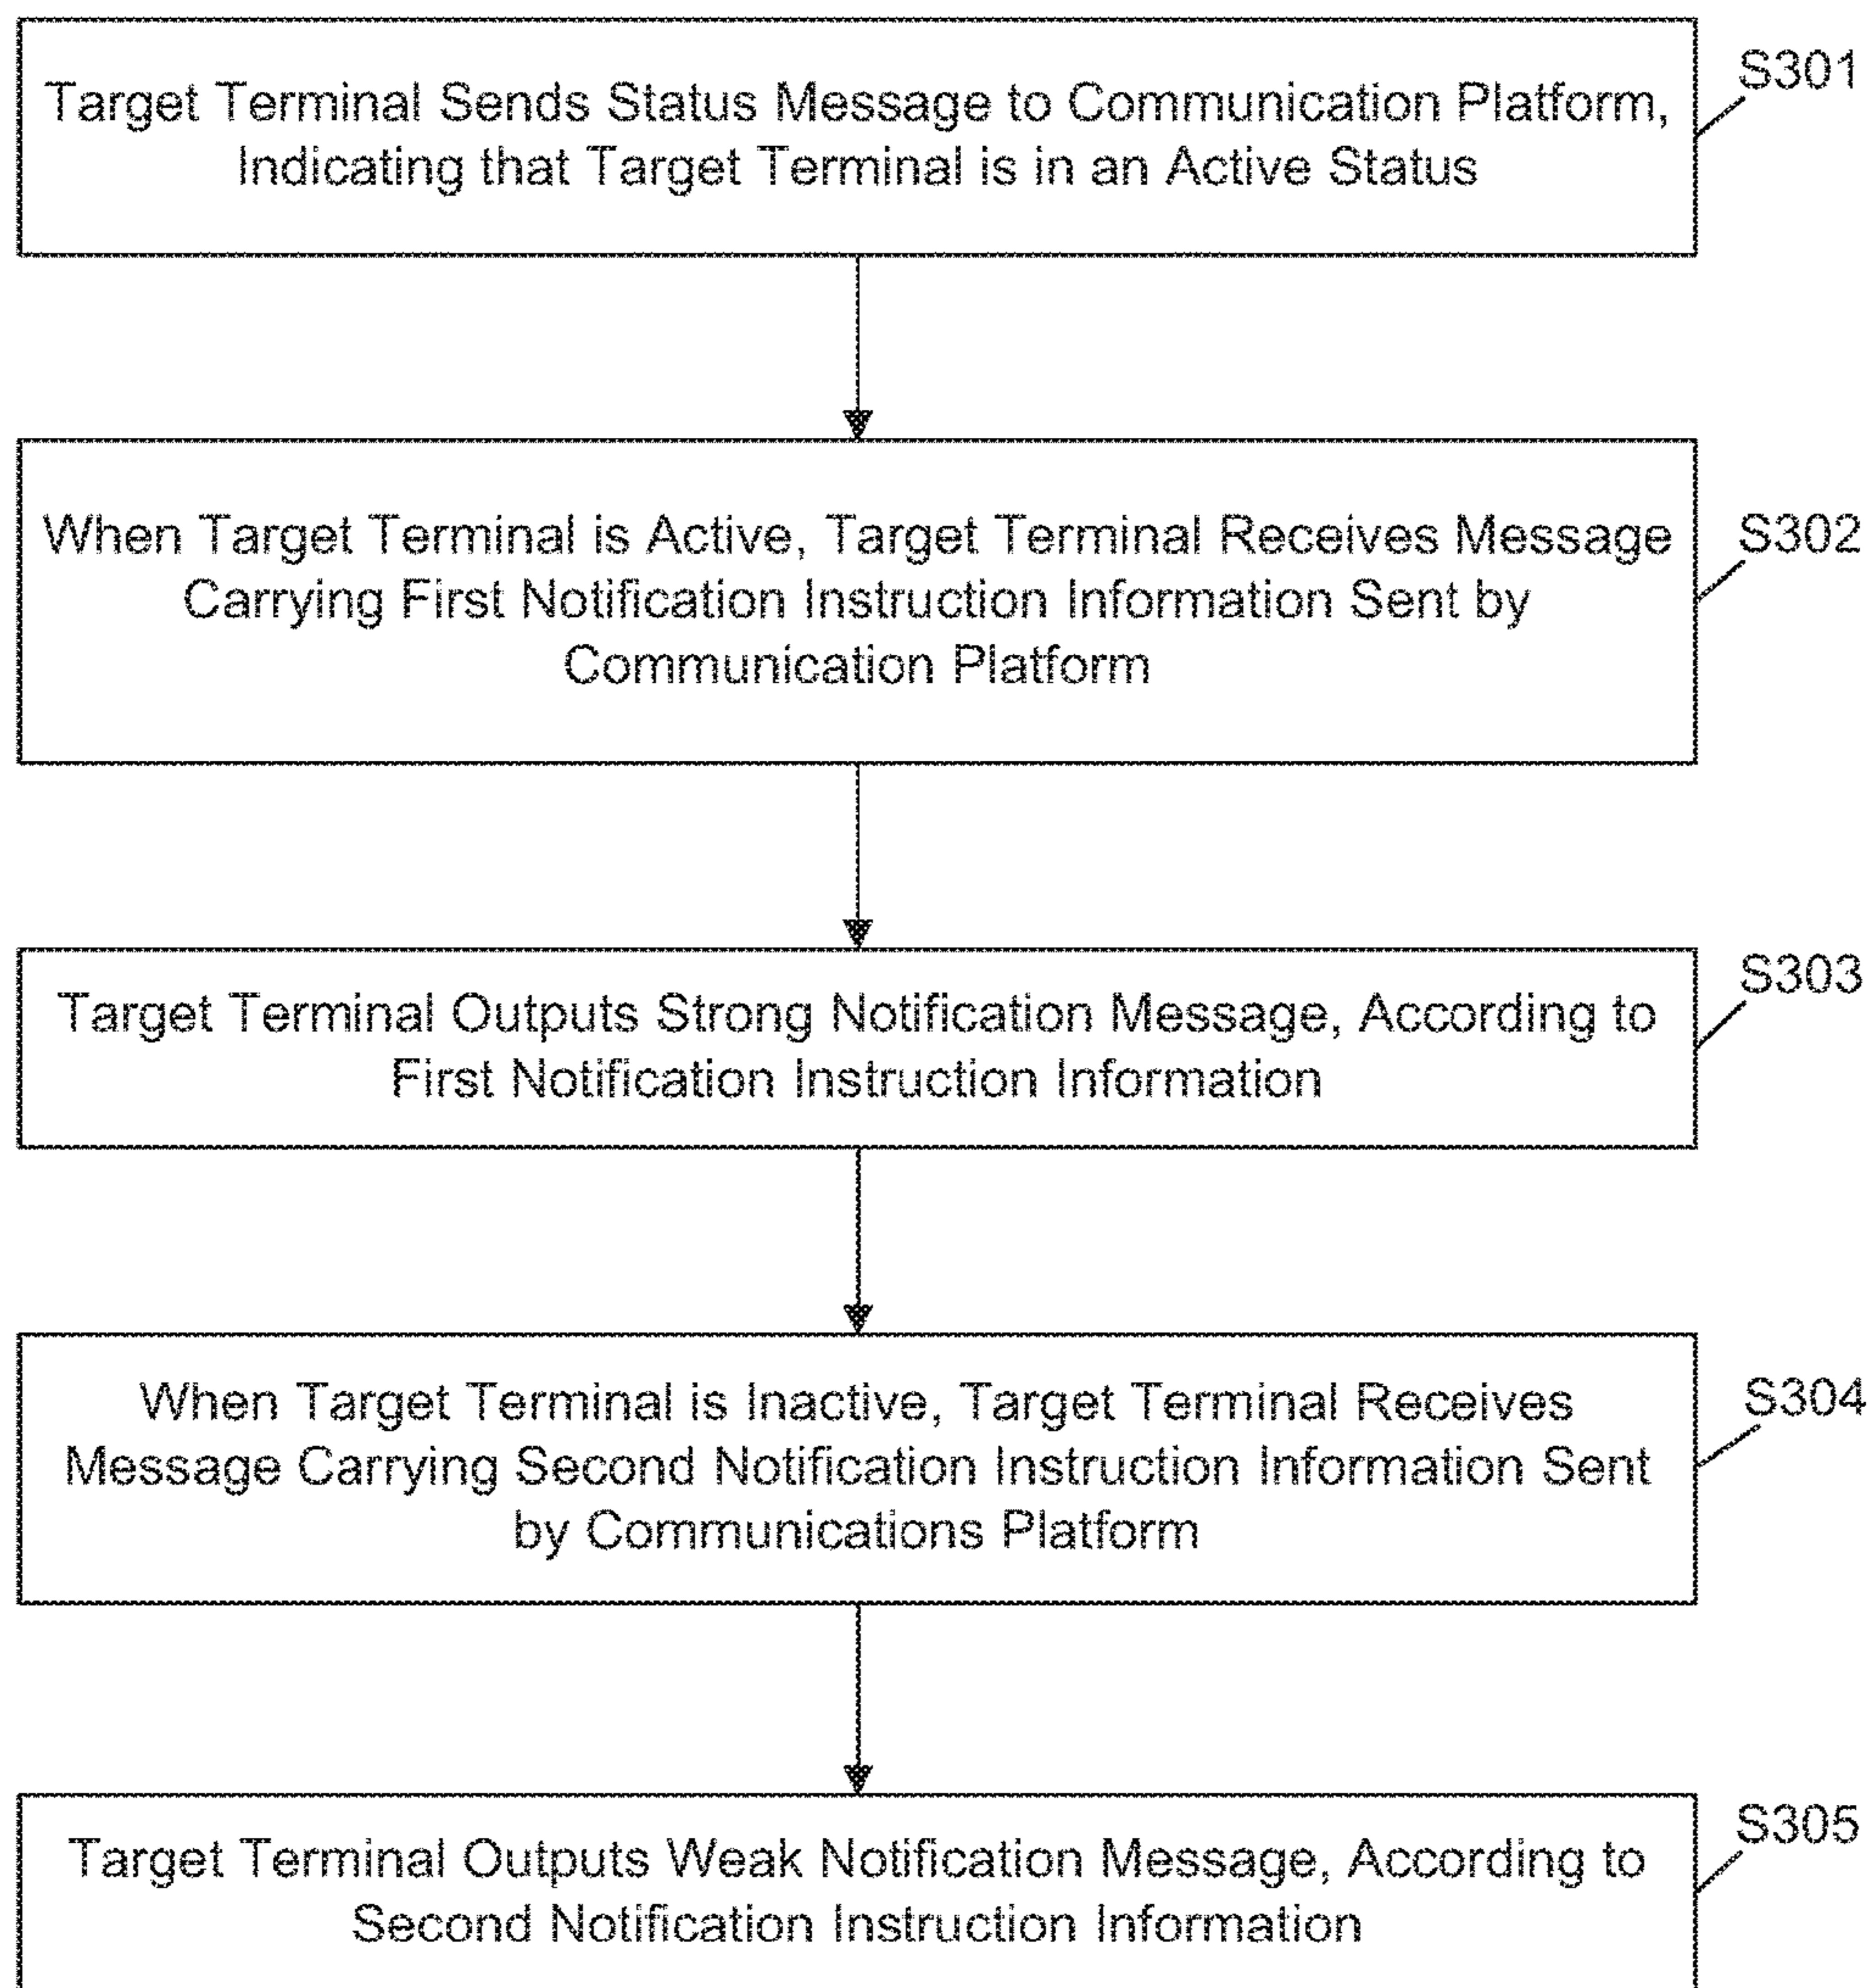 Target Terminal Sends Status Message to Communication Platform,
Indicating that Target Terminal is in an Active Status
S301
When Target Terminal is Active, Target Terminal Receives Message
Carrying First Notification Instruction Information Sent by
Communication Platform
S302
Target Terminal Outputs Strong Notification Message, According to
First Notification Instruction Information
S303
When Target Terminal is Inactive, Target Terminal Receives
Message Carrying Second Notification Instruction Information Sent
by Communications Platform
S304
Target Terminal Outputs Weak Notification Message, According to
Second Notification Instruction Information
S305